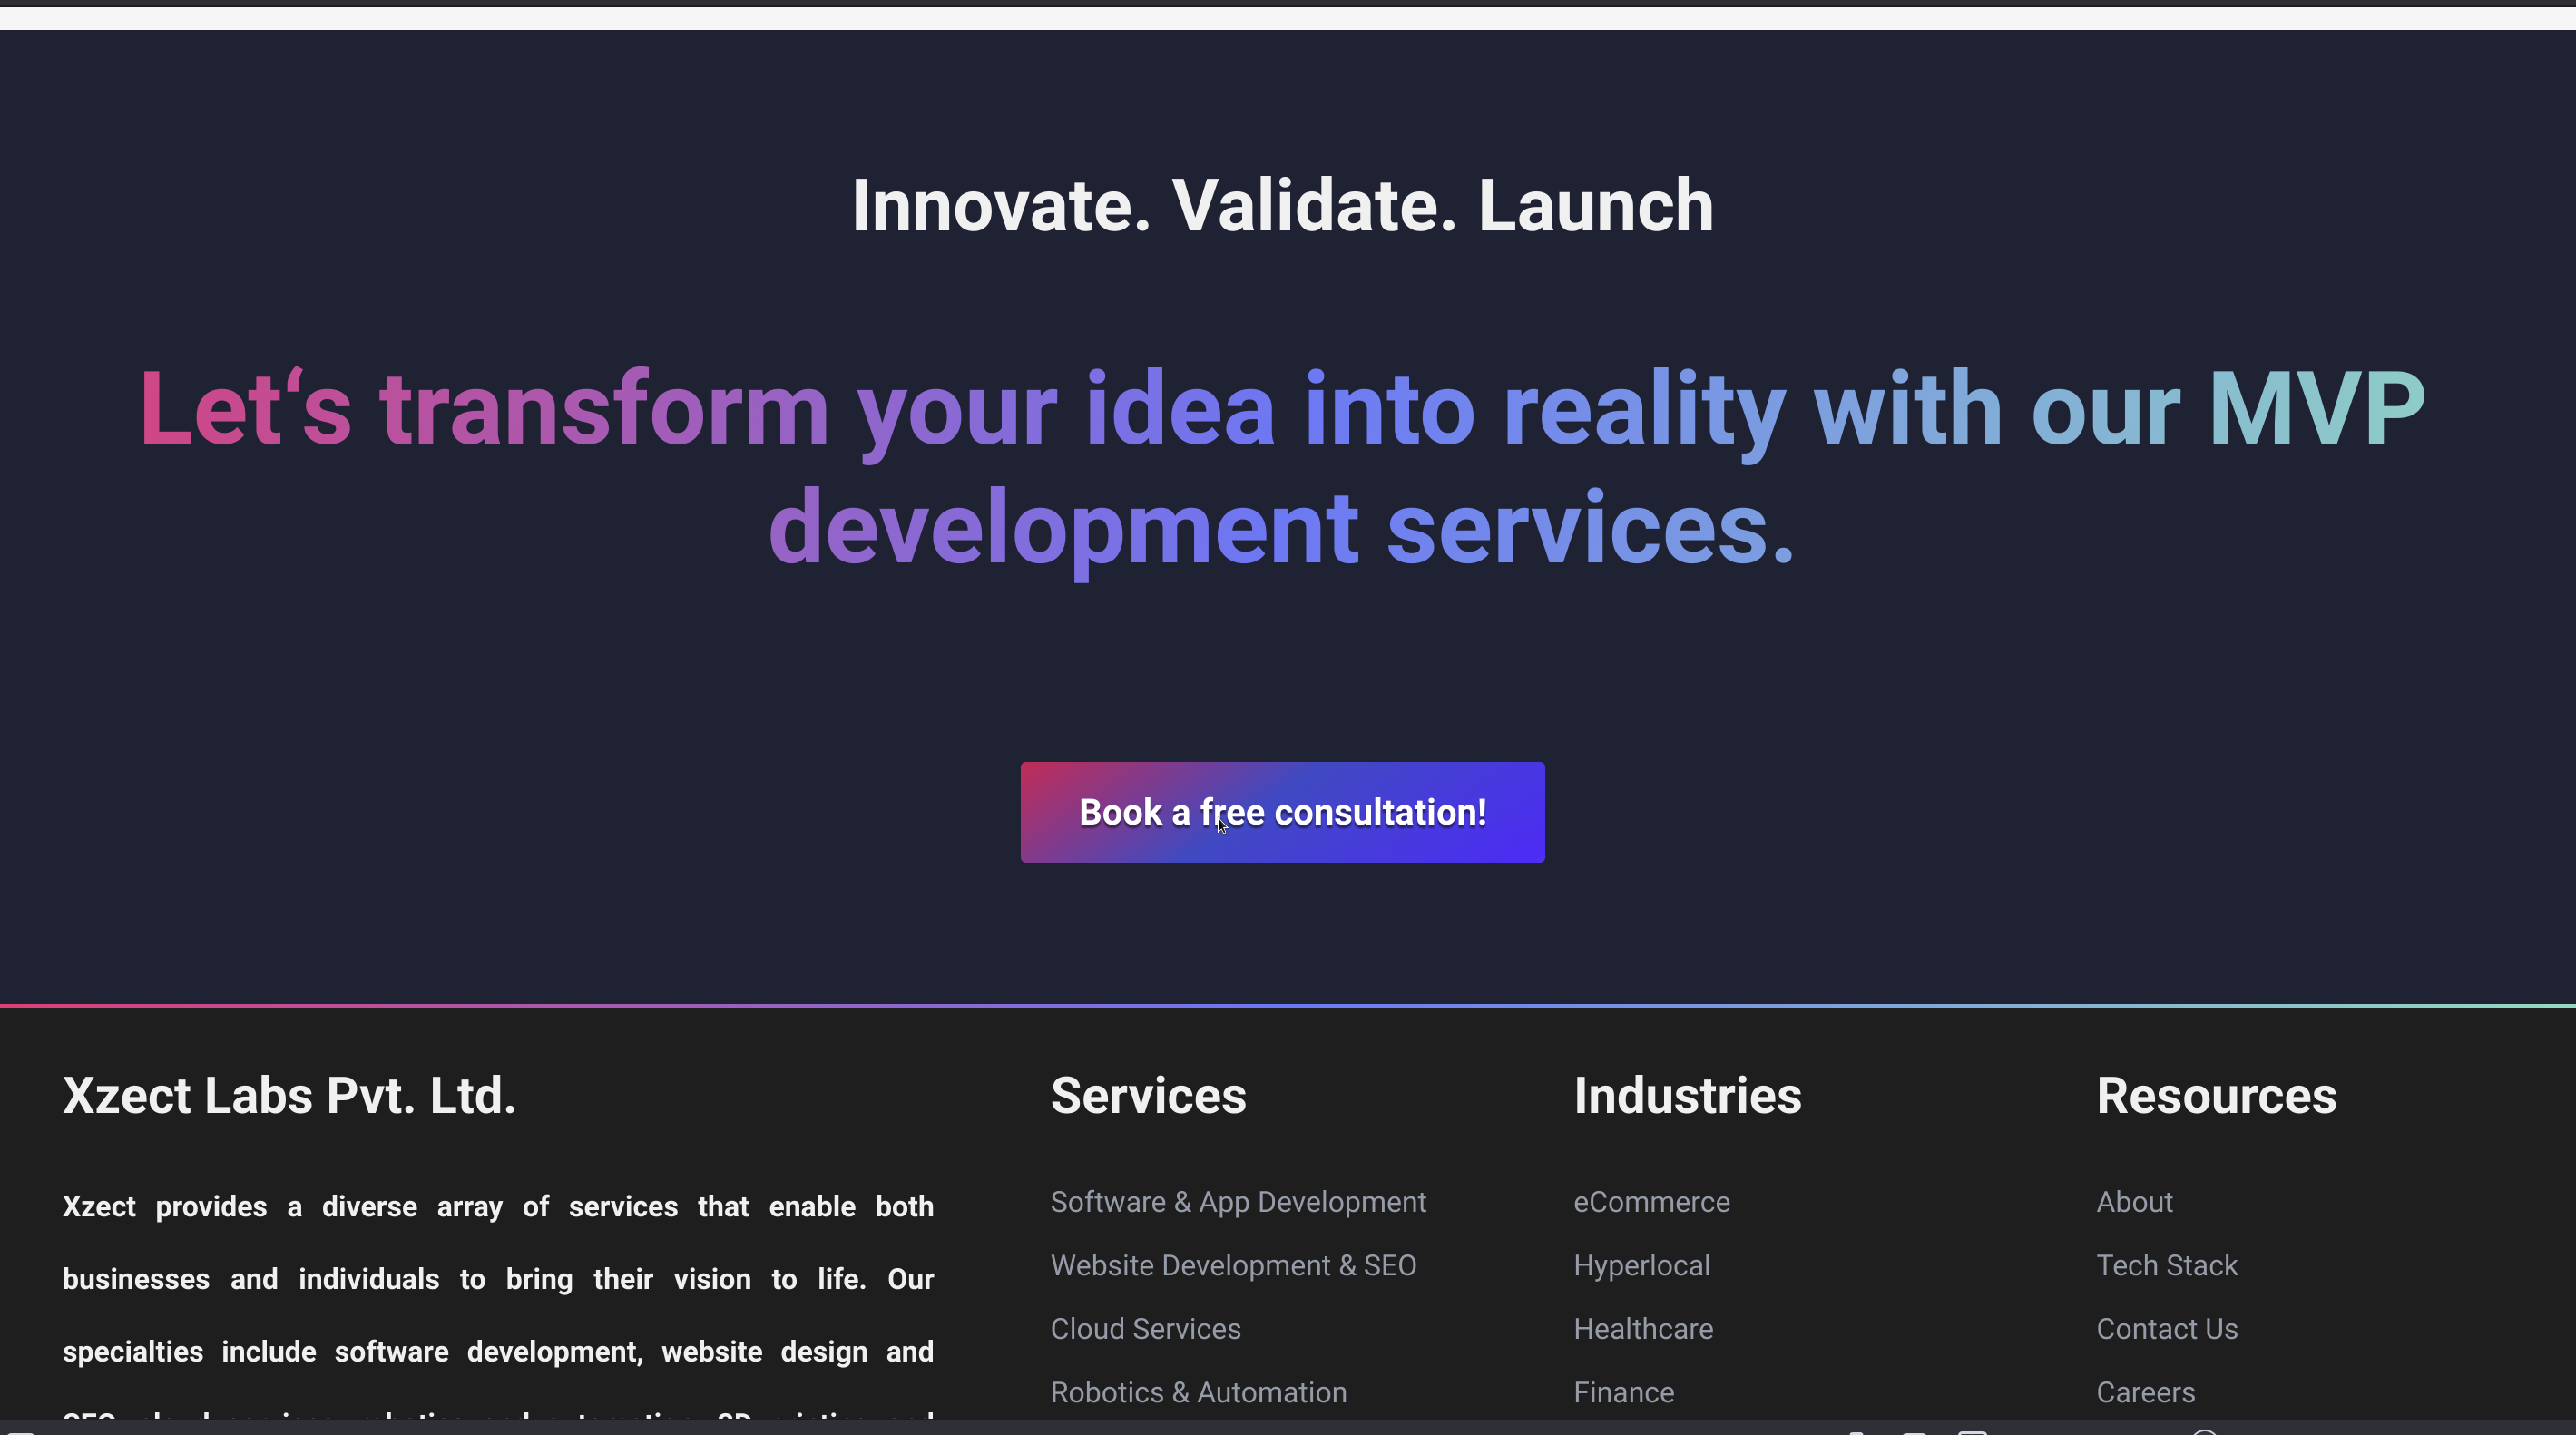 Innovate. Validate. Launch
Let‘s transform your idea into reality with our MVP
development services.
Book a free consultation!
Xzect Labs Pvt. Ltd.
Xzect provides a diverse array of services that enable both
businesses and individuals to bring their vision to life. Our
specialties include software development, website design and
Services
Software & App Development
Website Development & SEO
Cloud Services
Robotics & Automation
Industries
eCommerce
Hyperlocal
Healthcare
Finance
Resources
About
Tech Stack
Contact Us
Careers